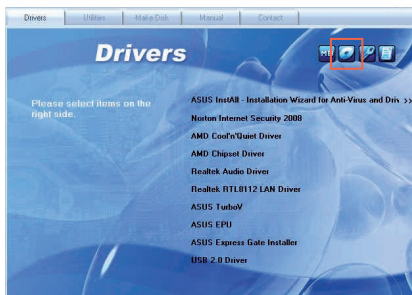 Drivers
Utilities
Make Disk
Manual
Contact
Drivers
Please select items on the
right side.
ASUS InstAll - Installation Wizard for Anti-Virus and Driv >>
Norton Internet Security 2008
AMD Cool'n'Quiet Driver
AMD Chipset Driver
Realtek Audio Driver
Realtek RTL8112 LAN Driver
ASUS TurboV
ASUS EPU
ASUS Express Gate Installer
USB 2.0 Driver